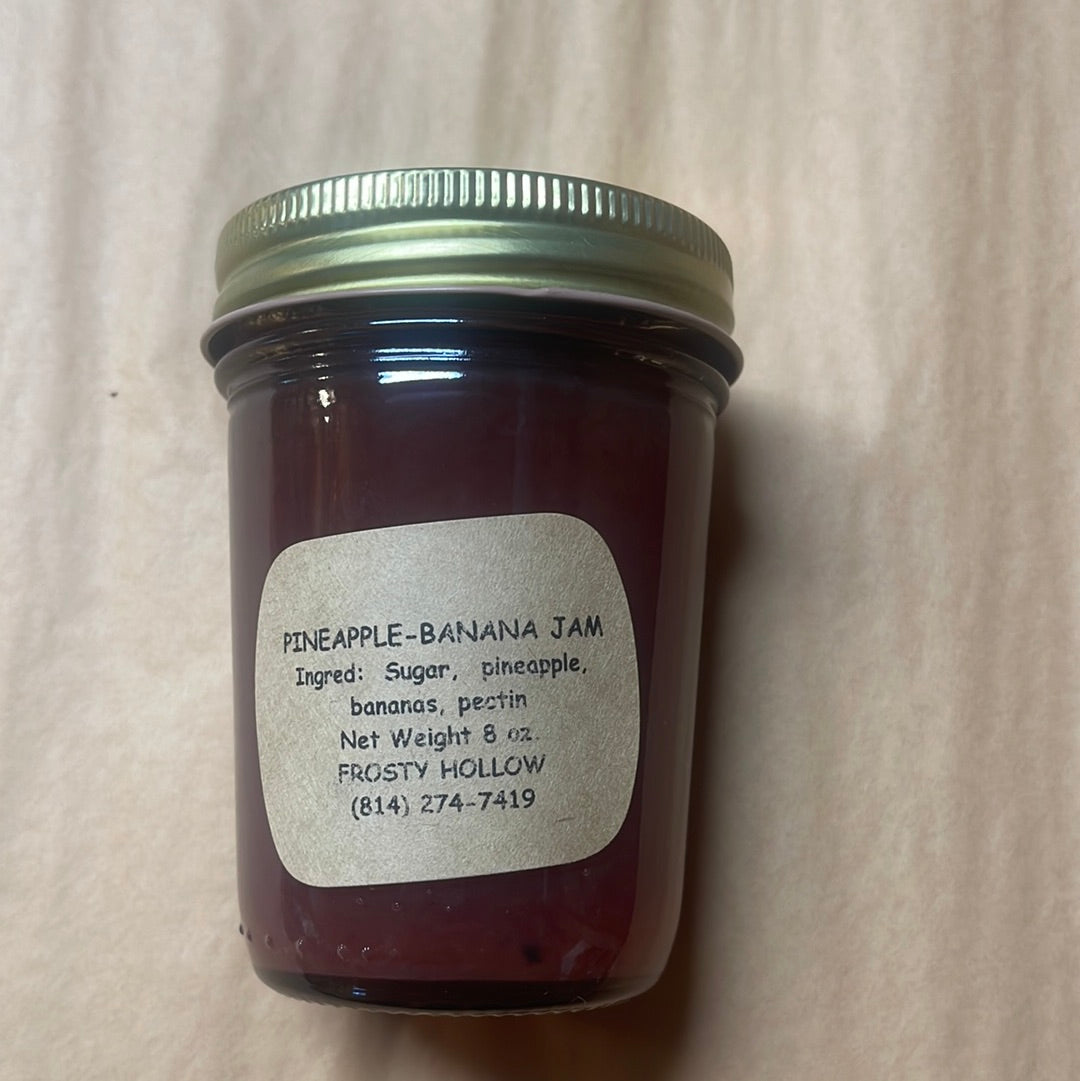 PINEAPPLE-BANANA JAM
Ingred: Sugar, pineapple,
bananas, pectin
Net Weight 8 oz.
FROSTY HOLLOW
(814) 274-7419